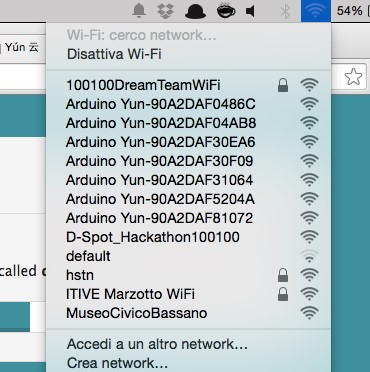 54%
Yún 云
Wi-Fi: cerco network...
Disattiva Wi-Fi
100100DreamTeamWiFi
Arduino Yun-90A2DAF0486C
Arduino Yun-90A2DAF04AB8
Arduino Yun-90A2DAF30EA6
Arduino Yun-90A2DAF30F09
Arduino Yun-90A2DAF31064
Arduino Yun-90A2DAF5204A
Arduino Yun-90A2DAF81072
D-Spot_Hackathon100100
default
called
hstn
ITIVE Marzotto WiFi
MuseoCivicoBassano
Accedi a un altro network...
Crea network...